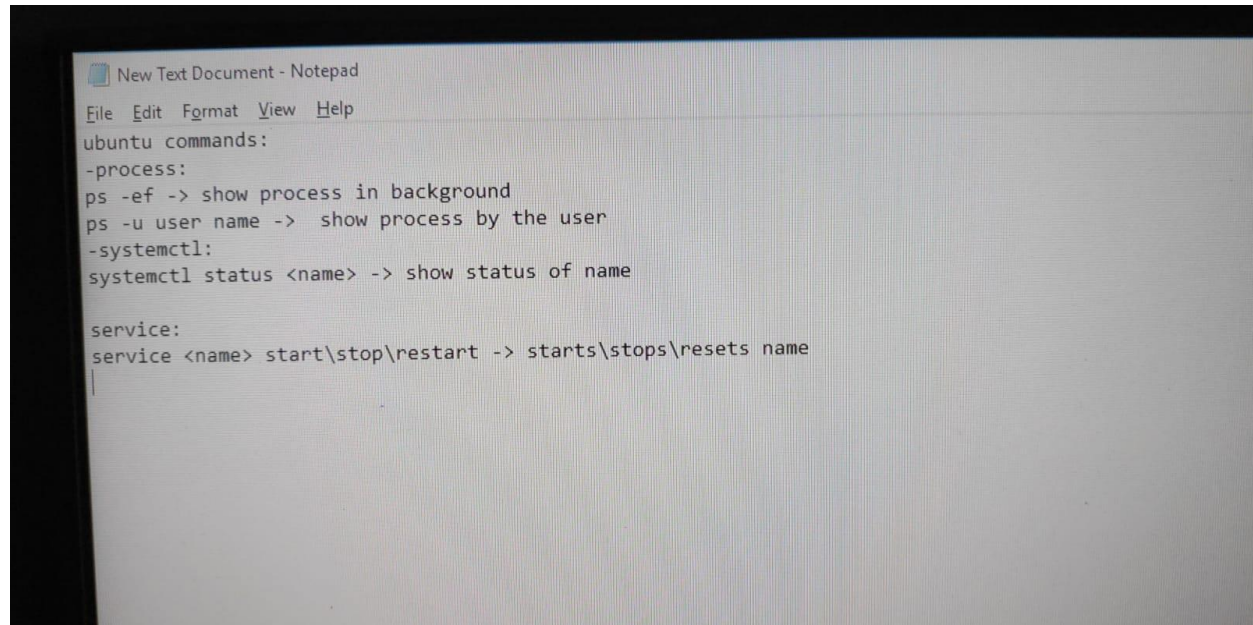 New Text Document - Notepad
File Edit Format View Help
ubuntu commands:
-process:
ps -ef -> show process in background
ps -u user name ->  show process by the user
-systemctl:
systemctl status <name> -> show status of name
service:
service <name> start\stop\restart -> starts\stops\resets name